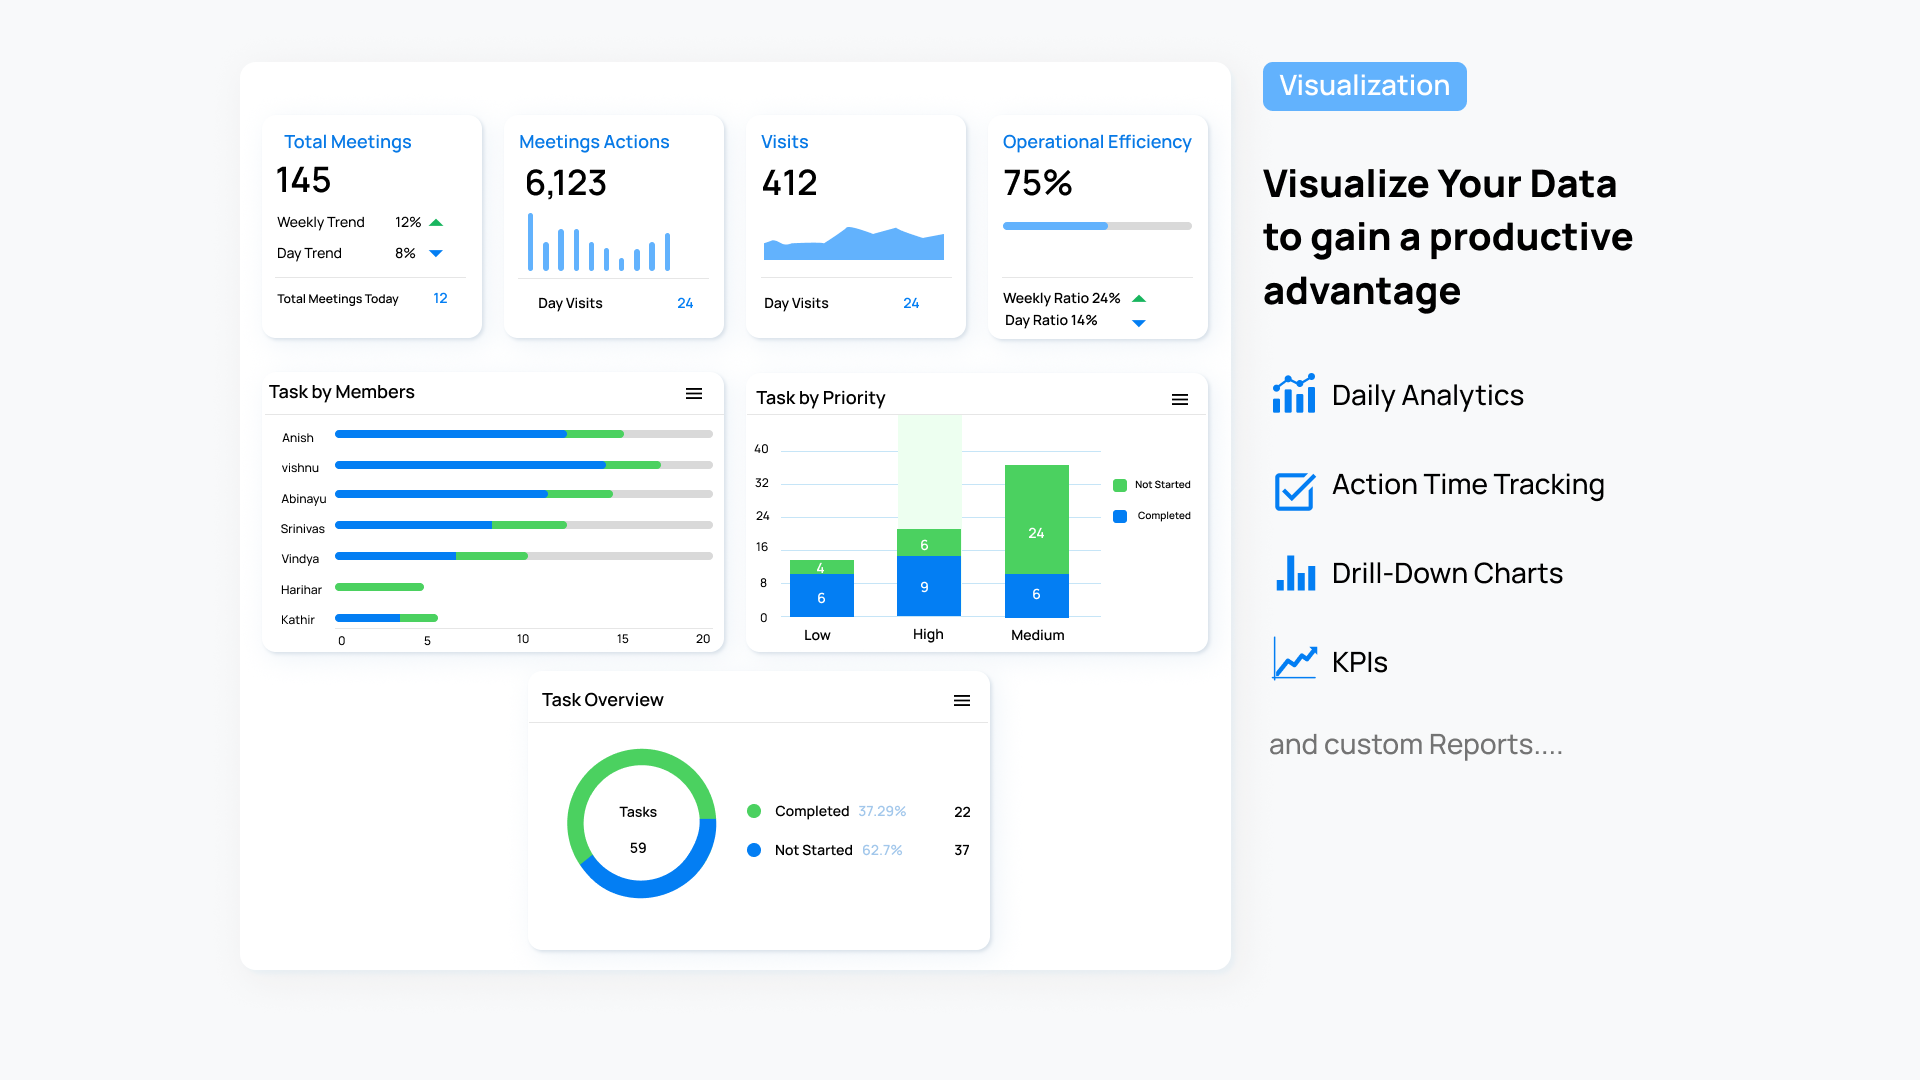 Visualization
Visualize Your Data
to gain a productive
advantage
Daily Analytics
Action Time Tracking
Drill-Down Charts
KPIs
and custom Reports....
Total Meetings
145
Weekly Trend 12%
Day Trend 8%
Total Meetings Today 12
Meetings Actions
6,123
Day Visits 24
Visits
412
Day Visits 24
Operational Efficiency
75%
Weekly Ratio 24%
Day Ratio 14%
Task by Members
Anish
vishnu
Abinayu
Srinivas
Vindya
Harihar
Kathir
0 5 10 15 20
Task by Priority
40
32
24
16
8
0
4
6
6
9
24
6
Low High Medium
Not Started
Completed
Task Overview
Tasks
59
Completed 37.29% 22
Not Started 62.7% 37